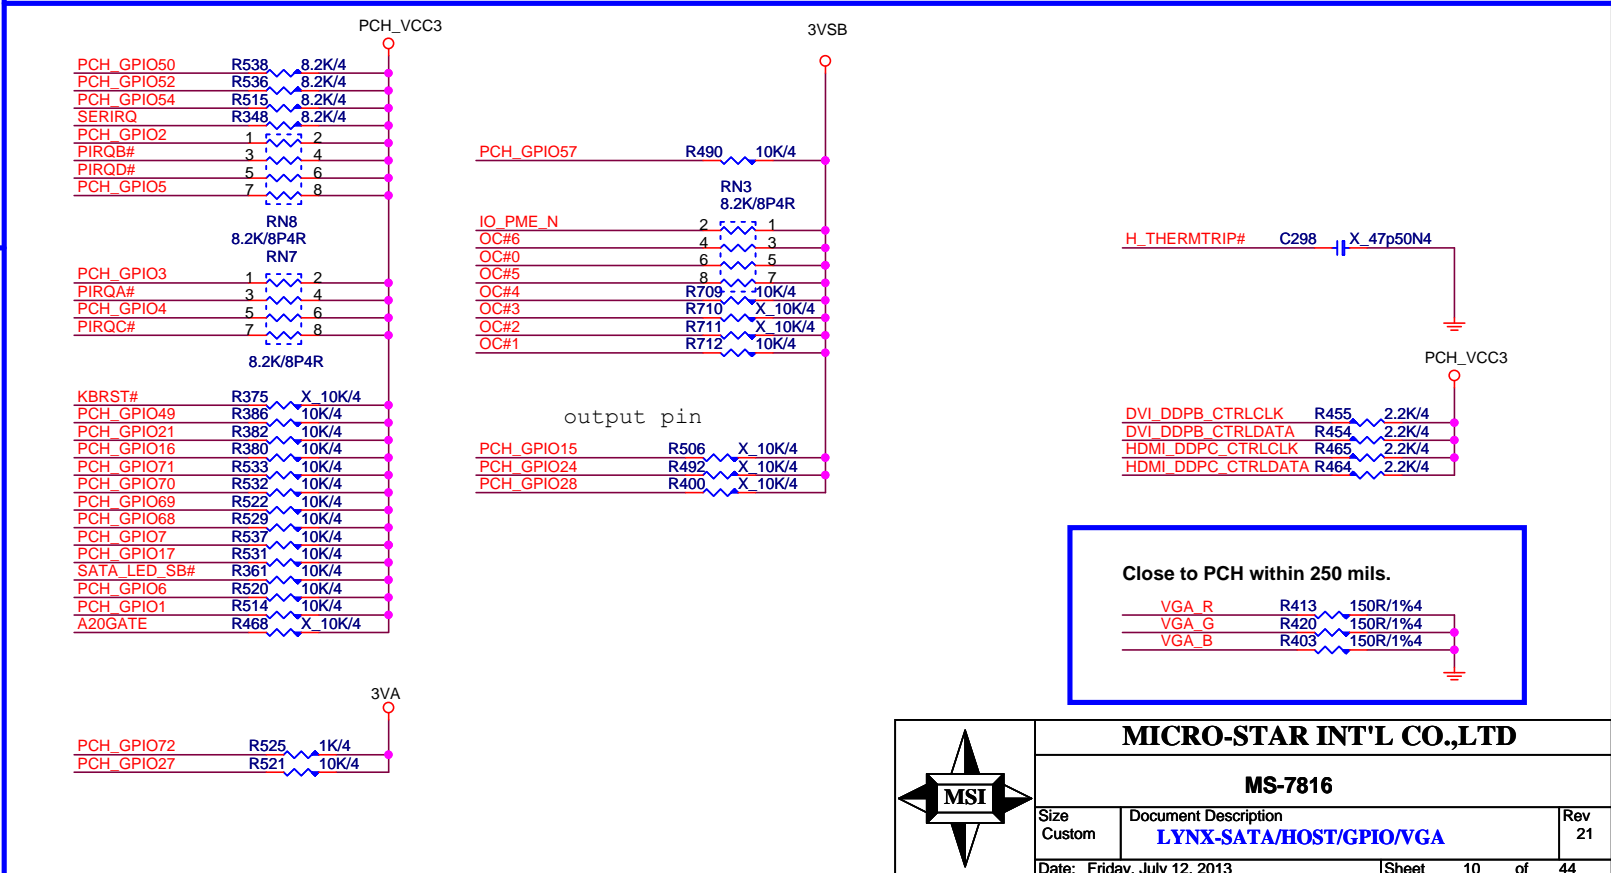 PCH_VCC3
PCH_GPIO50 R538 8.2K/4
PCH_GPIO52 R536 8.2K/4
PCH_GPIO54 R515 8.2K/4
SERIRQ R348 8.2K/4
PCH_GPIO2 1 2
PIRQB# 3 4
PIRQD# 5 6
PCH_GPIO5 7 8
RN8
8.2K/8P4R
RN7
PCH_GPIO3 1 2
PIRQA# 3 4
PCH_GPIO4 5 6
PIRQC# 7 8
8.2K/8P4R
KBRST# R375 X_10K/4
PCH_GPIO49 R386 10K/4
PCH_GPIO21 R382 10K/4
PCH_GPIO16 R380 10K/4
PCH_GPIO71 R533 10K/4
PCH_GPIO70 R532 10K/4
PCH_GPIO69 R522 10K/4
PCH_GPIO68 R529 10K/4
PCH_GPIO7 R537 10K/4
PCH_GPIO17 R531 10K/4
SATA_LED_SB# R361 10K/4
PCH_GPIO6 R520 10K/4
PCH_GPIO1 R514 10K/4
A20GATE R468 X_10K/4
3VA
PCH_GPIO72 R525 1K/4
PCH_GPIO27 R521 10K/4
3VSB
PCH_GPIO57 R490 10K/4
RN3
8.2K/8P4R
IO_PME_N 2 1
OC#6 4 3
OC#0 6 5
OC#5 8 7
OC#4 R709 10K/4
OC#3 R710 X_10K/4
OC#2 R711 X_10K/4
OC#1 R712 10K/4
output pin
PCH_GPIO15 R506 X_10K/4
PCH_GPIO24 R492 X_10K/4
PCH_GPIO28 R400 X_10K/4
H_THERMTRIP# C298 X_47p50N4
PCH_VCC3
DVI_DDPB_CTRLCLK R455 2.2K/4
DVI_DDPB_CTRLDATA R454 2.2K/4
HDMI_DDPC_CTRLCLK R465 2.2K/4
HDMI_DDPC_CTRLDATA R464 2.2K/4
Close to PCH within 250 mils.
VGA_R R413 150R/1%4
VGA_G R420 150R/1%4
VGA_B R403 150R/1%4
MSI
MICRO-STAR INT'L CO.,LTD
MS-7816
Size Document Description Rev
Custom LYNX-SATA/HOST/GPIO/VGA 21
Date: Friday, July 12, 2013 Sheet 10 of 44